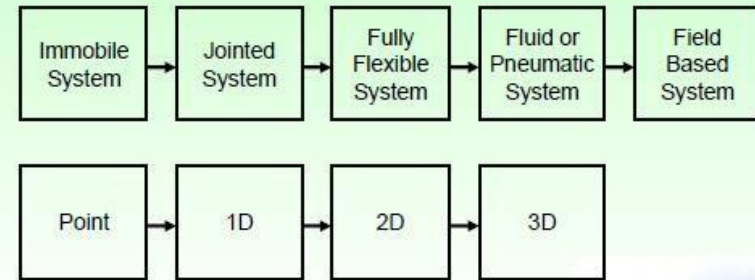 Immobile
System
Jointed
System
Fully
Flexible
System
Fluid or
Pneumatic
System
Field
Based
System
Point
1D
2D
3D